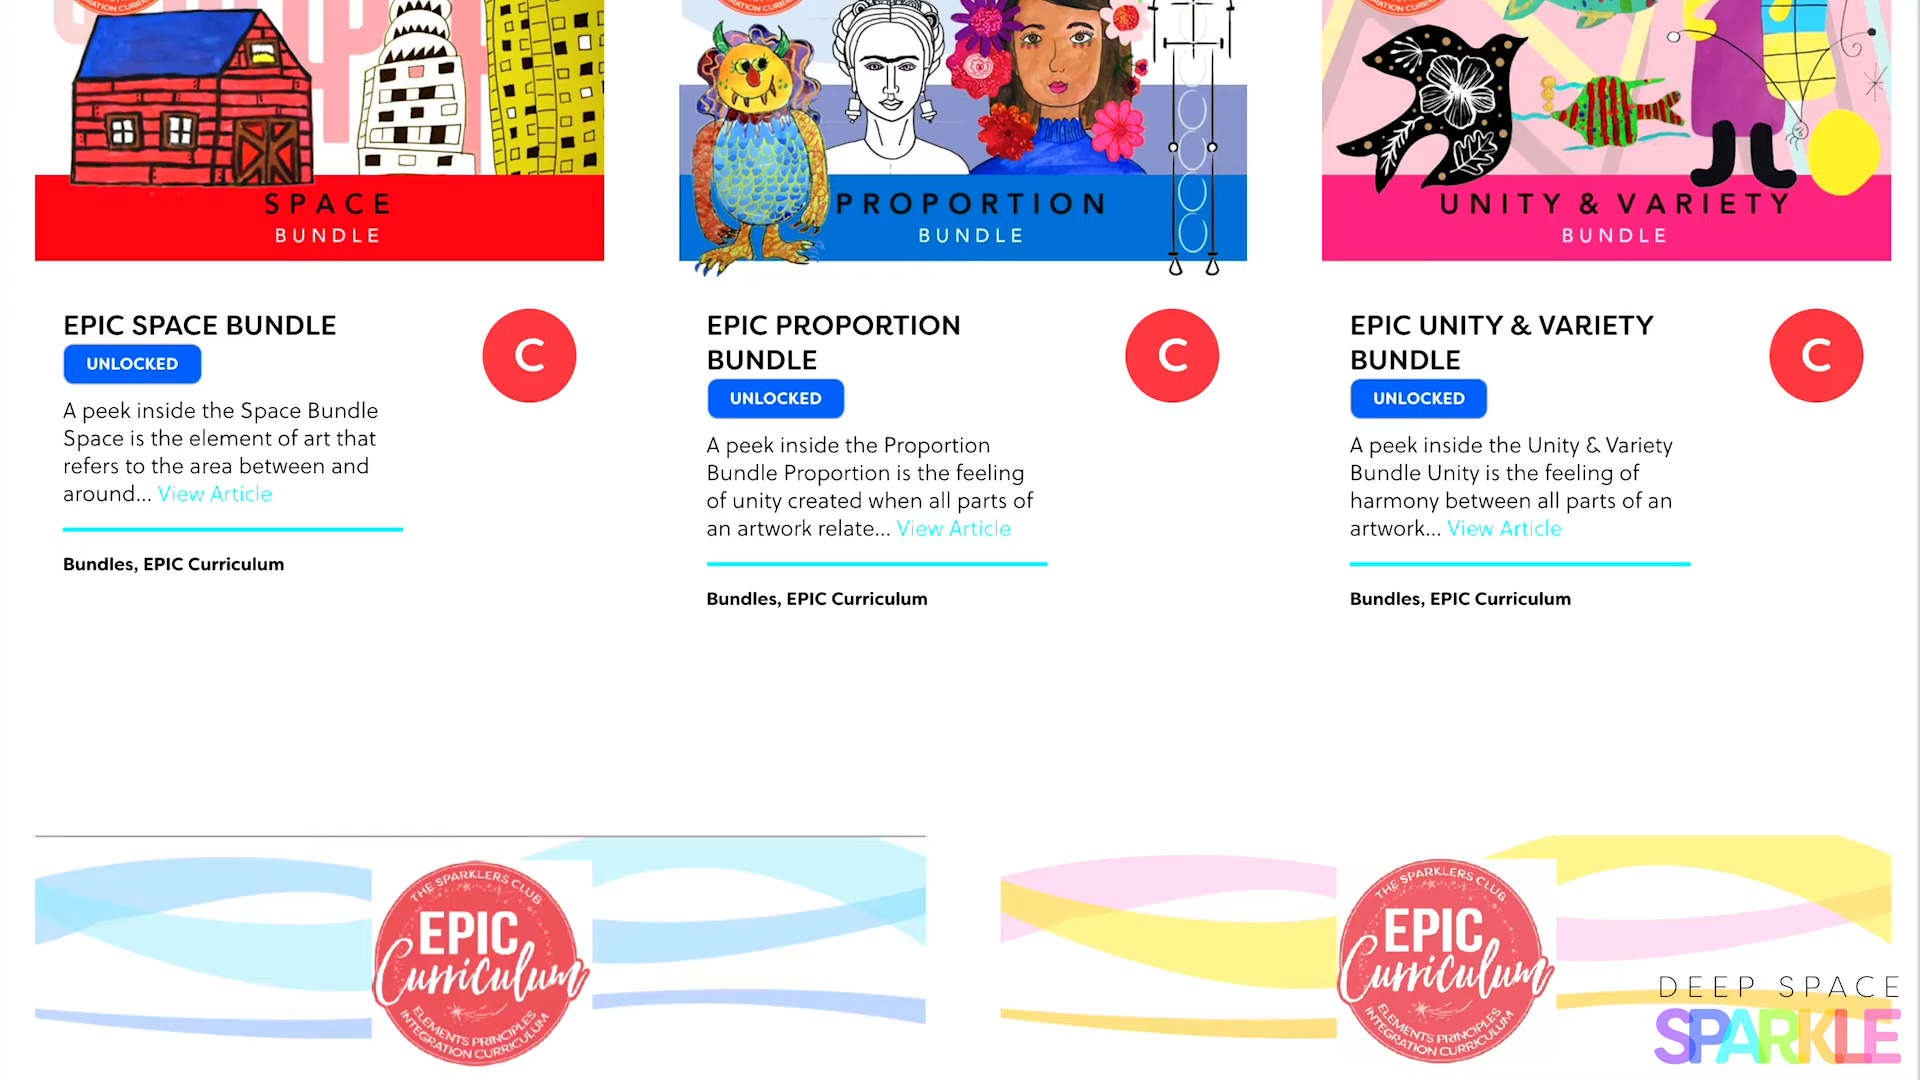 SPACE
BUNDLE
PROPORTION
BUNDLE
UNITY & VARIETY
BUNDLE
EPIC SPACE BUNDLE
C
UNLOCKED
A peek inside the Space Bundle
Space is the element of art that
refers to the area between and
around... View Article
Bundles, EPIC Curriculum
EPIC PROPORTION
BUNDLE
C
UNLOCKED
A peek inside the Proportion
Bundle Proportion is the feeling
of unity created when all parts of
an artwork relate... View Article
Bundles, EPIC Curriculum
EPIC UNITY & VARIETY
BUNDLE
C
UNLOCKED
A peek inside the Unity & Variety
Bundle Unity is the feeling of
harmony between all parts of an
artwork... View Article
Bundles, EPIC Curriculum
THE SPARKLERS CLUB
EPIC
Curriculum
ELEMENTS PRINCIPLES
INTEGRATION CURRICULUM
THE SPARKLERS CLUB
EPIC
Curriculum
ELEMENTS PRINCIPLES
INTEGRATION CURRICULUM
DEEP SPACE
SPARKLE